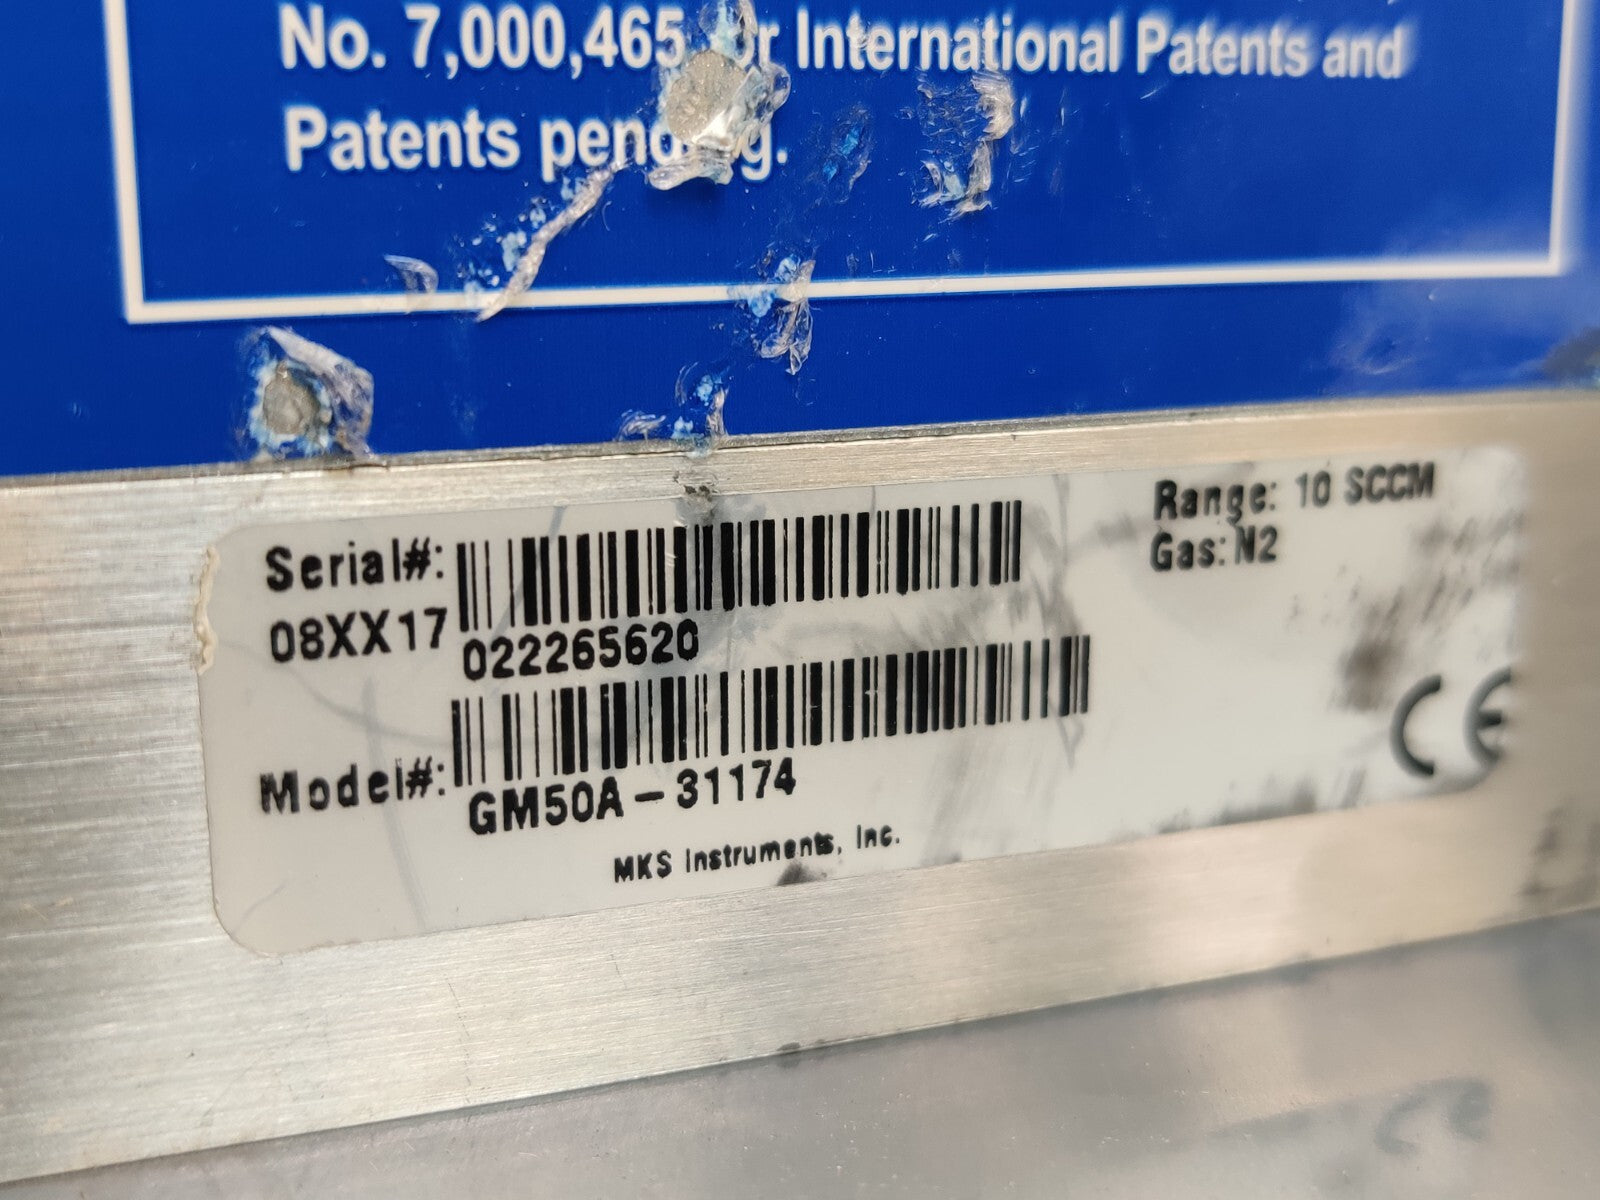 No. 7,000,465 or International Patents and
Patents pending.
Serial#:
08XX17
022265620
Range: 10 SCCM
Gas: N2
Model#:
GM50A-31174
MKS Instruments, Inc.
CE